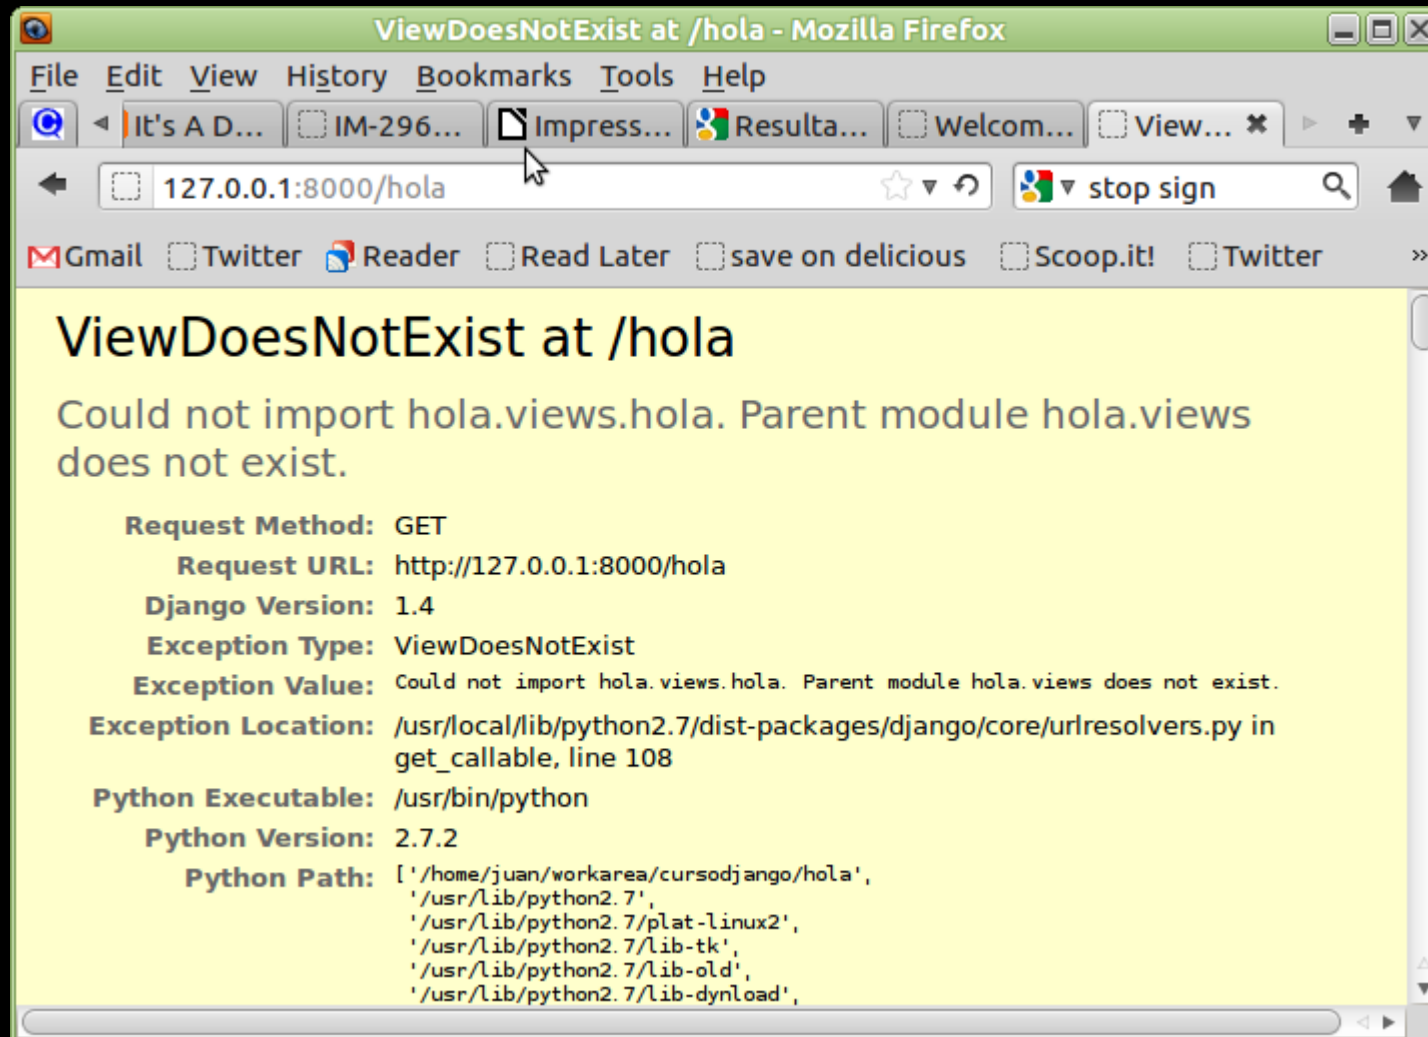 ViewDoesNotExist at /hola - Mozilla Firefox
File Edit View History Bookmarks Tools Help
It's A D... IM-296... Impress... Resulta... Welcom... View...
127.0.0.1:8000/hola stop sign
Gmail Twitter Reader Read Later save on delicious Scoop.it! Twitter »
ViewDoesNotExist at /hola
Could not import hola.views.hola. Parent module hola.views
does not exist.
Request Method: GET
Request URL: http://127.0.0.1:8000/hola
Django Version: 1.4
Exception Type: ViewDoesNotExist
Exception Value: Could not import hola.views.hola. Parent module hola.views does not exist.
Exception Location: /usr/local/lib/python2.7/dist-packages/django/core/urlresolvers.py in
get_callable, line 108
Python Executable: /usr/bin/python
Python Version: 2.7.2
Python Path: ['/home/juan/workarea/cursodjango/hola',
'/usr/lib/python2.7',
'/usr/lib/python2.7/plat-linux2',
'/usr/lib/python2.7/lib-tk',
'/usr/lib/python2.7/lib-old',
'/usr/lib/python2.7/lib-dynload',